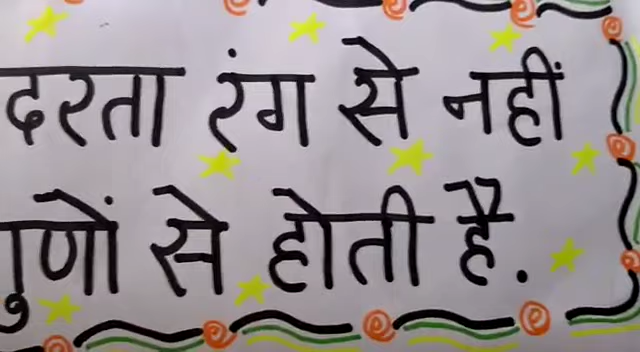 दरता रंग से नहीं
गुणों से होती है.